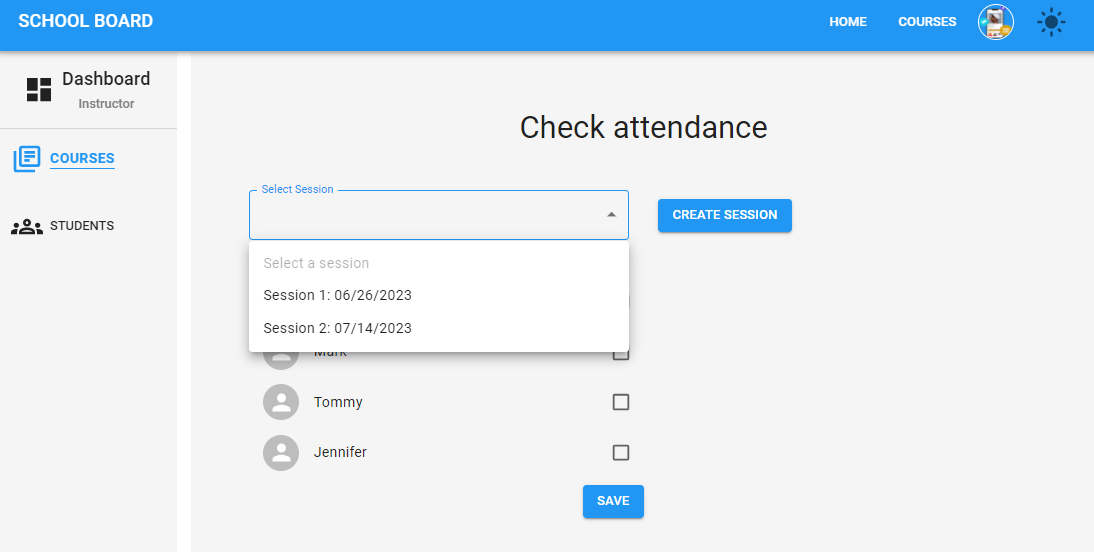 SCHOOL BOARD
HOME
COURSES
Dashboard
Instructor
COURSES
STUDENTS
Check attendance
Select Session
CREATE SESSION
Select a session
Session 1: 06/26/2023
Session 2: 07/14/2023
Mark
Tommy
Jennifer
SAVE